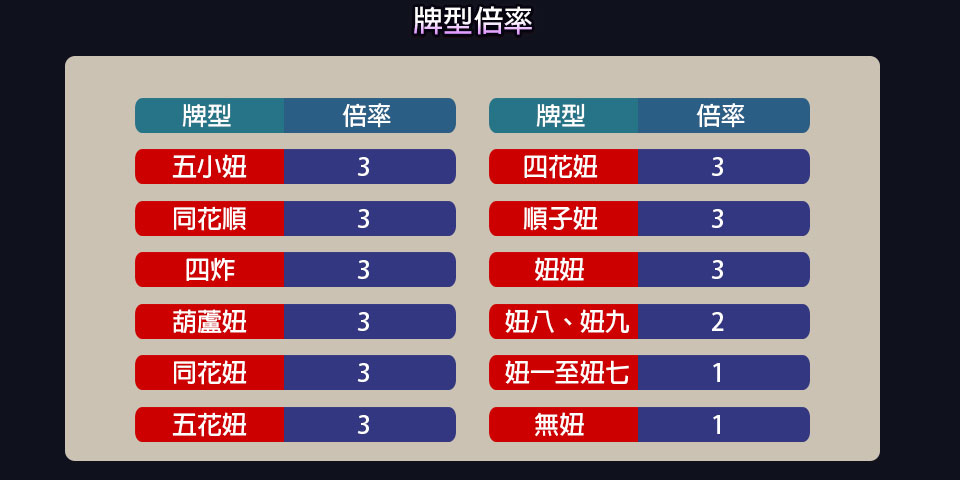 牌型倍率
牌型 倍率 牌型 倍率
五小妞 3 四花妞 3
同花順 3 順子妞 3
四炸 3 妞妞 3
葫蘆妞 3 妞八、妞九 2
同花妞 3 妞一至妞七 1
五花妞 3 無妞 1